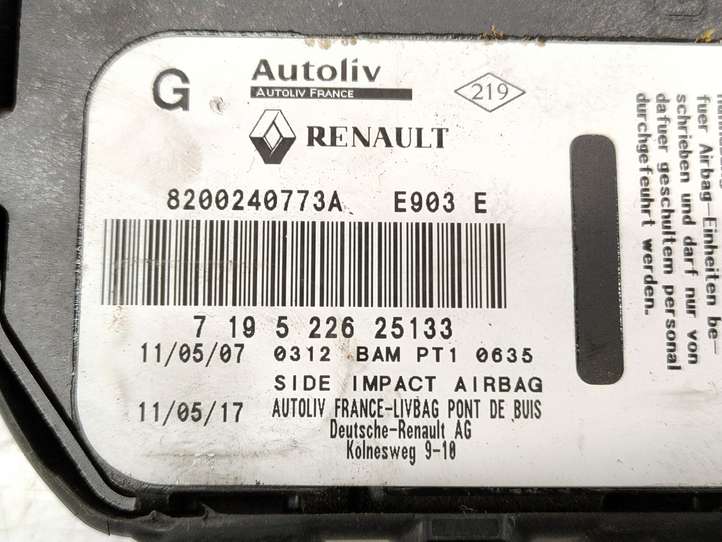 G
Autoliv
AUTOLIV FRANCE
219
RENAULT
8200240773A E903 E
7 19 5 226 25133
11/05/07 0312 BAM PT1 0635
SIDE IMPACT AIRBAG
11/05/17 AUTOLIV FRANCE-LIVBAG PONT DE BUIS
Deutsche-Renault AG
Kölnesweg 9-10
fuer Airbag-Einheiten be-
schrieben und darf nur von
dafuer geschultem personal
durchgefeuhrt werden.